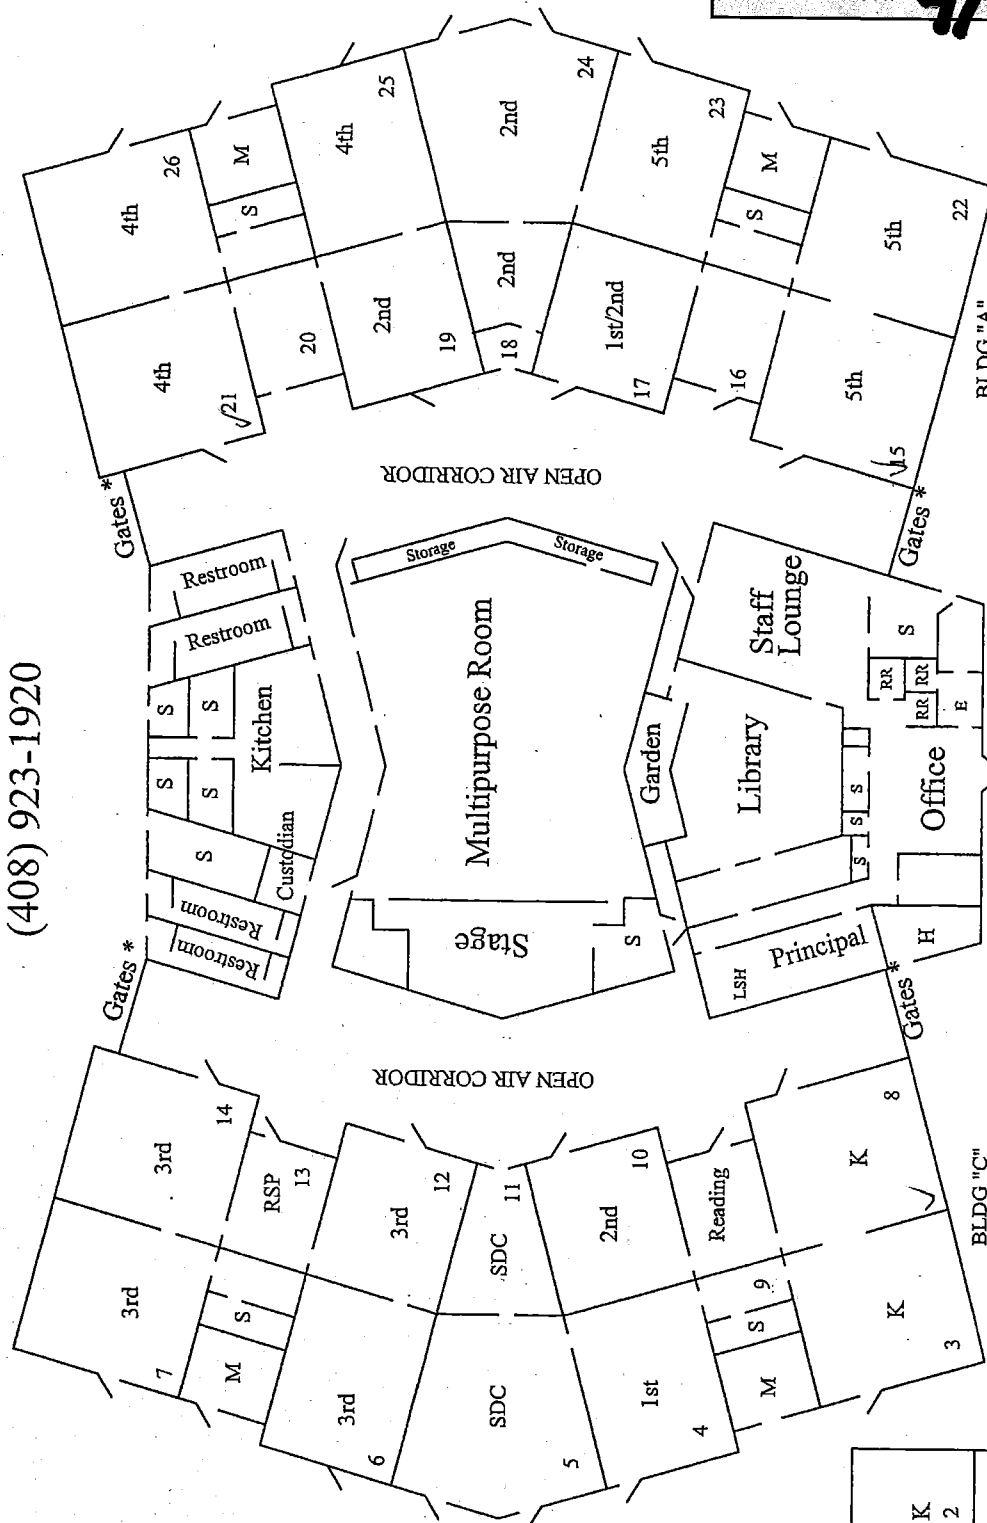 (408) 923-1920
4th
26
M
S
4th
25
2nd
24
5th
23
M
S
5th
22
4th
21
20
2nd
19
2nd
18
1st/2nd
17
16
5th
15
BLDG "A"
Gates *
OPEN AIR CORRIDOR
Gates *
Restroom
Restroom
S
S
S
S
Kitchen
S
Custodian
Restroom
Restroom
Storage
Storage
Multipurpose Room
Stage
S
Garden
Staff
Lounge
Library
S
RR
RR
RR
E
S
S
S
Office
LSH
Principal
H
Gates *
OPEN AIR CORRIDOR
Gates *
3rd
14
RSP
13
3rd
12
SDC
11
2nd
10
Reading
K
8
3rd
7
M
S
3rd
6
SDC
5
1st
4
M
S
9
K
3
BLDG "C"
K
2